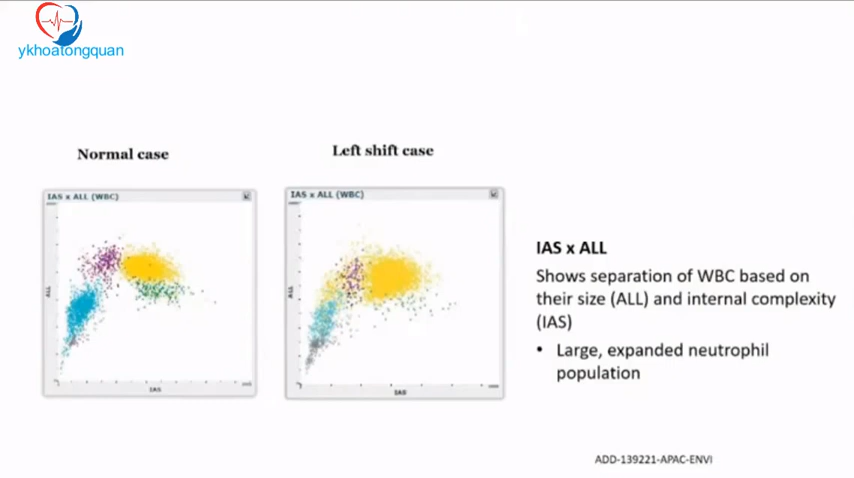 ykhoatongquan
Normal case
Left shift case
IAS x ALL (WBC)
IAS x ALL (WBC)
ALL
ALL
IAS
IAS
IAS x ALL
Shows separation of WBC based on
their size (ALL) and internal complexity
(IAS)
• Large, expanded neutrophil
population
ADD-139221-APAC-ENVI